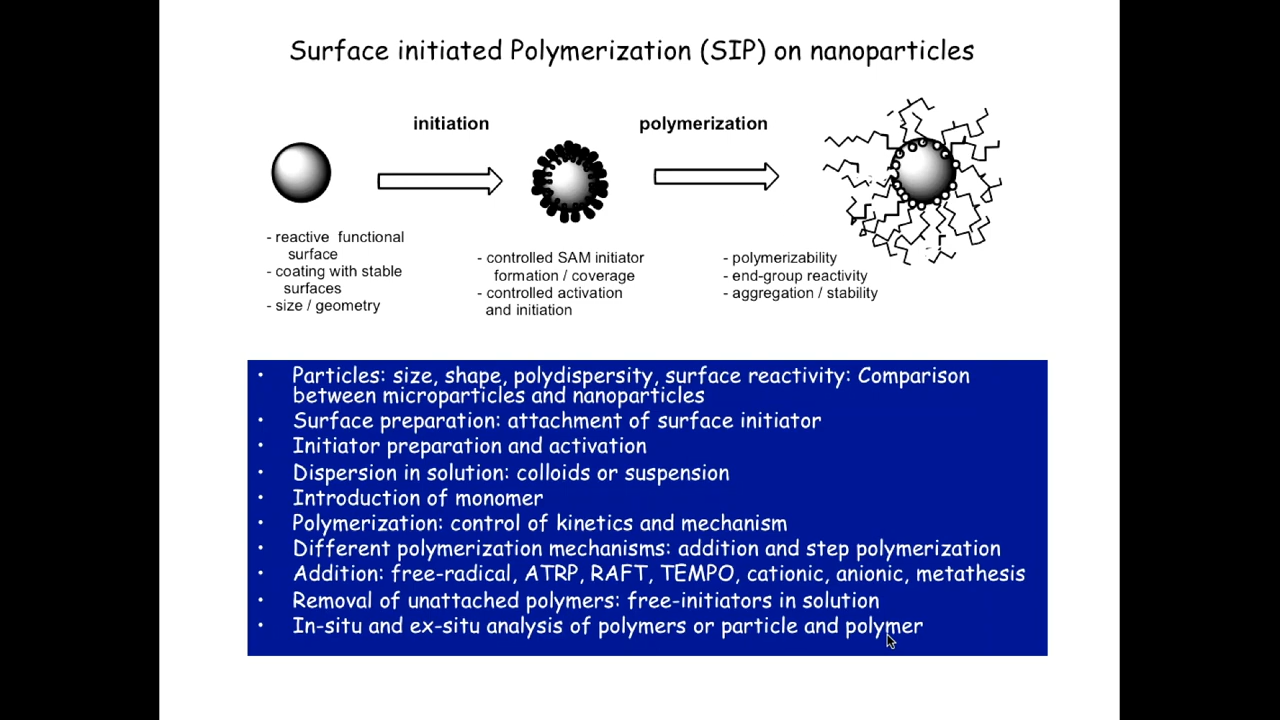 Surface initiated Polymerization (SIP) on nanoparticles
initiation
polymerization
- reactive functional
surface
- coating with stable
surfaces
- size / geometry
- controlled SAM initiator
formation / coverage
- controlled activation
and initiation
- polymerizability
- end-group reactivity
- aggregation / stability
• Particles: size, shape, polydispersity, surface reactivity: Comparison
between microparticles and nanoparticles
• Surface preparation: attachment of surface initiator
• Initiator preparation and activation
• Dispersion in solution: colloids or suspension
• Introduction of monomer
• Polymerization: control of kinetics and mechanism
• Different polymerization mechanisms: addition and step polymerization
• Addition: free-radical, ATRP, RAFT, TEMPO, cationic, anionic, metathesis
• Removal of unattached polymers: free-initiators in solution
• In-situ and ex-situ analysis of polymers or particle and polymer